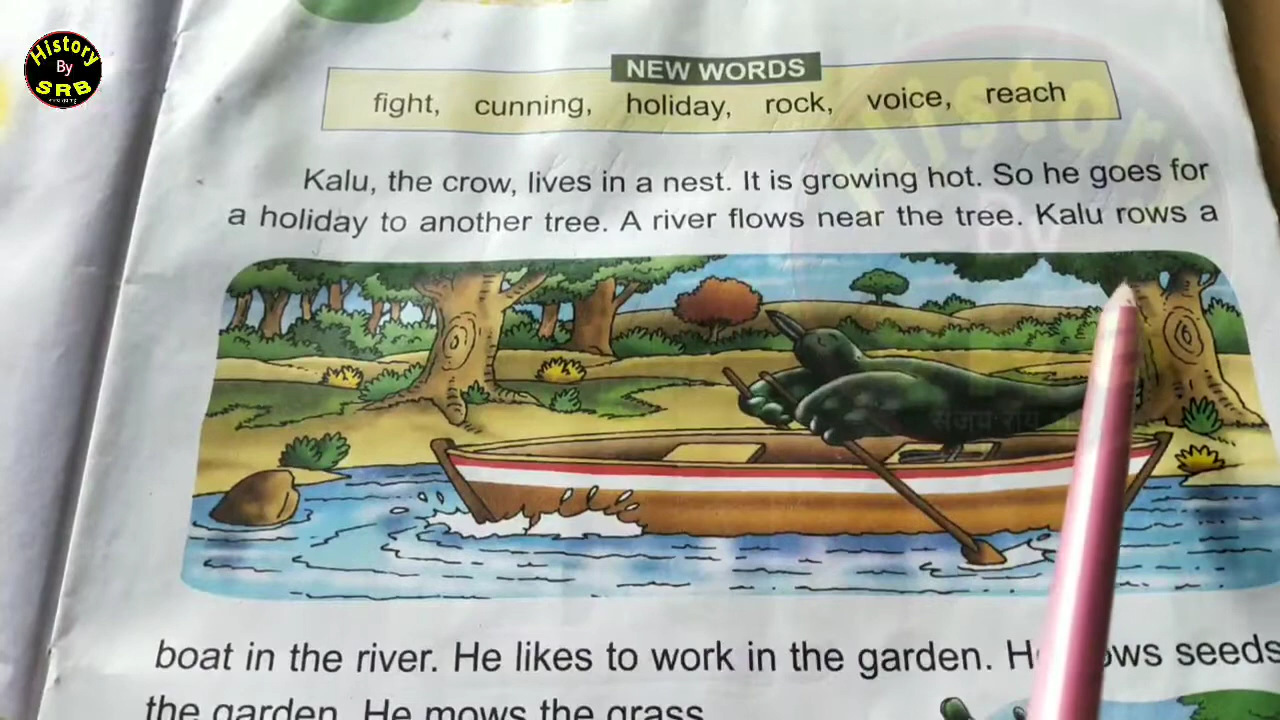 History
By
SRB
NEW WORDS
fight, cunning, holiday, rock, voice, reach
Kalu, the crow, lives in a nest. It is growing hot. So he goes for
a holiday to another tree. A river flows near the tree. Kalu rows a
boat in the river. He likes to work in the garden. seeds
the garden. He mows the grass